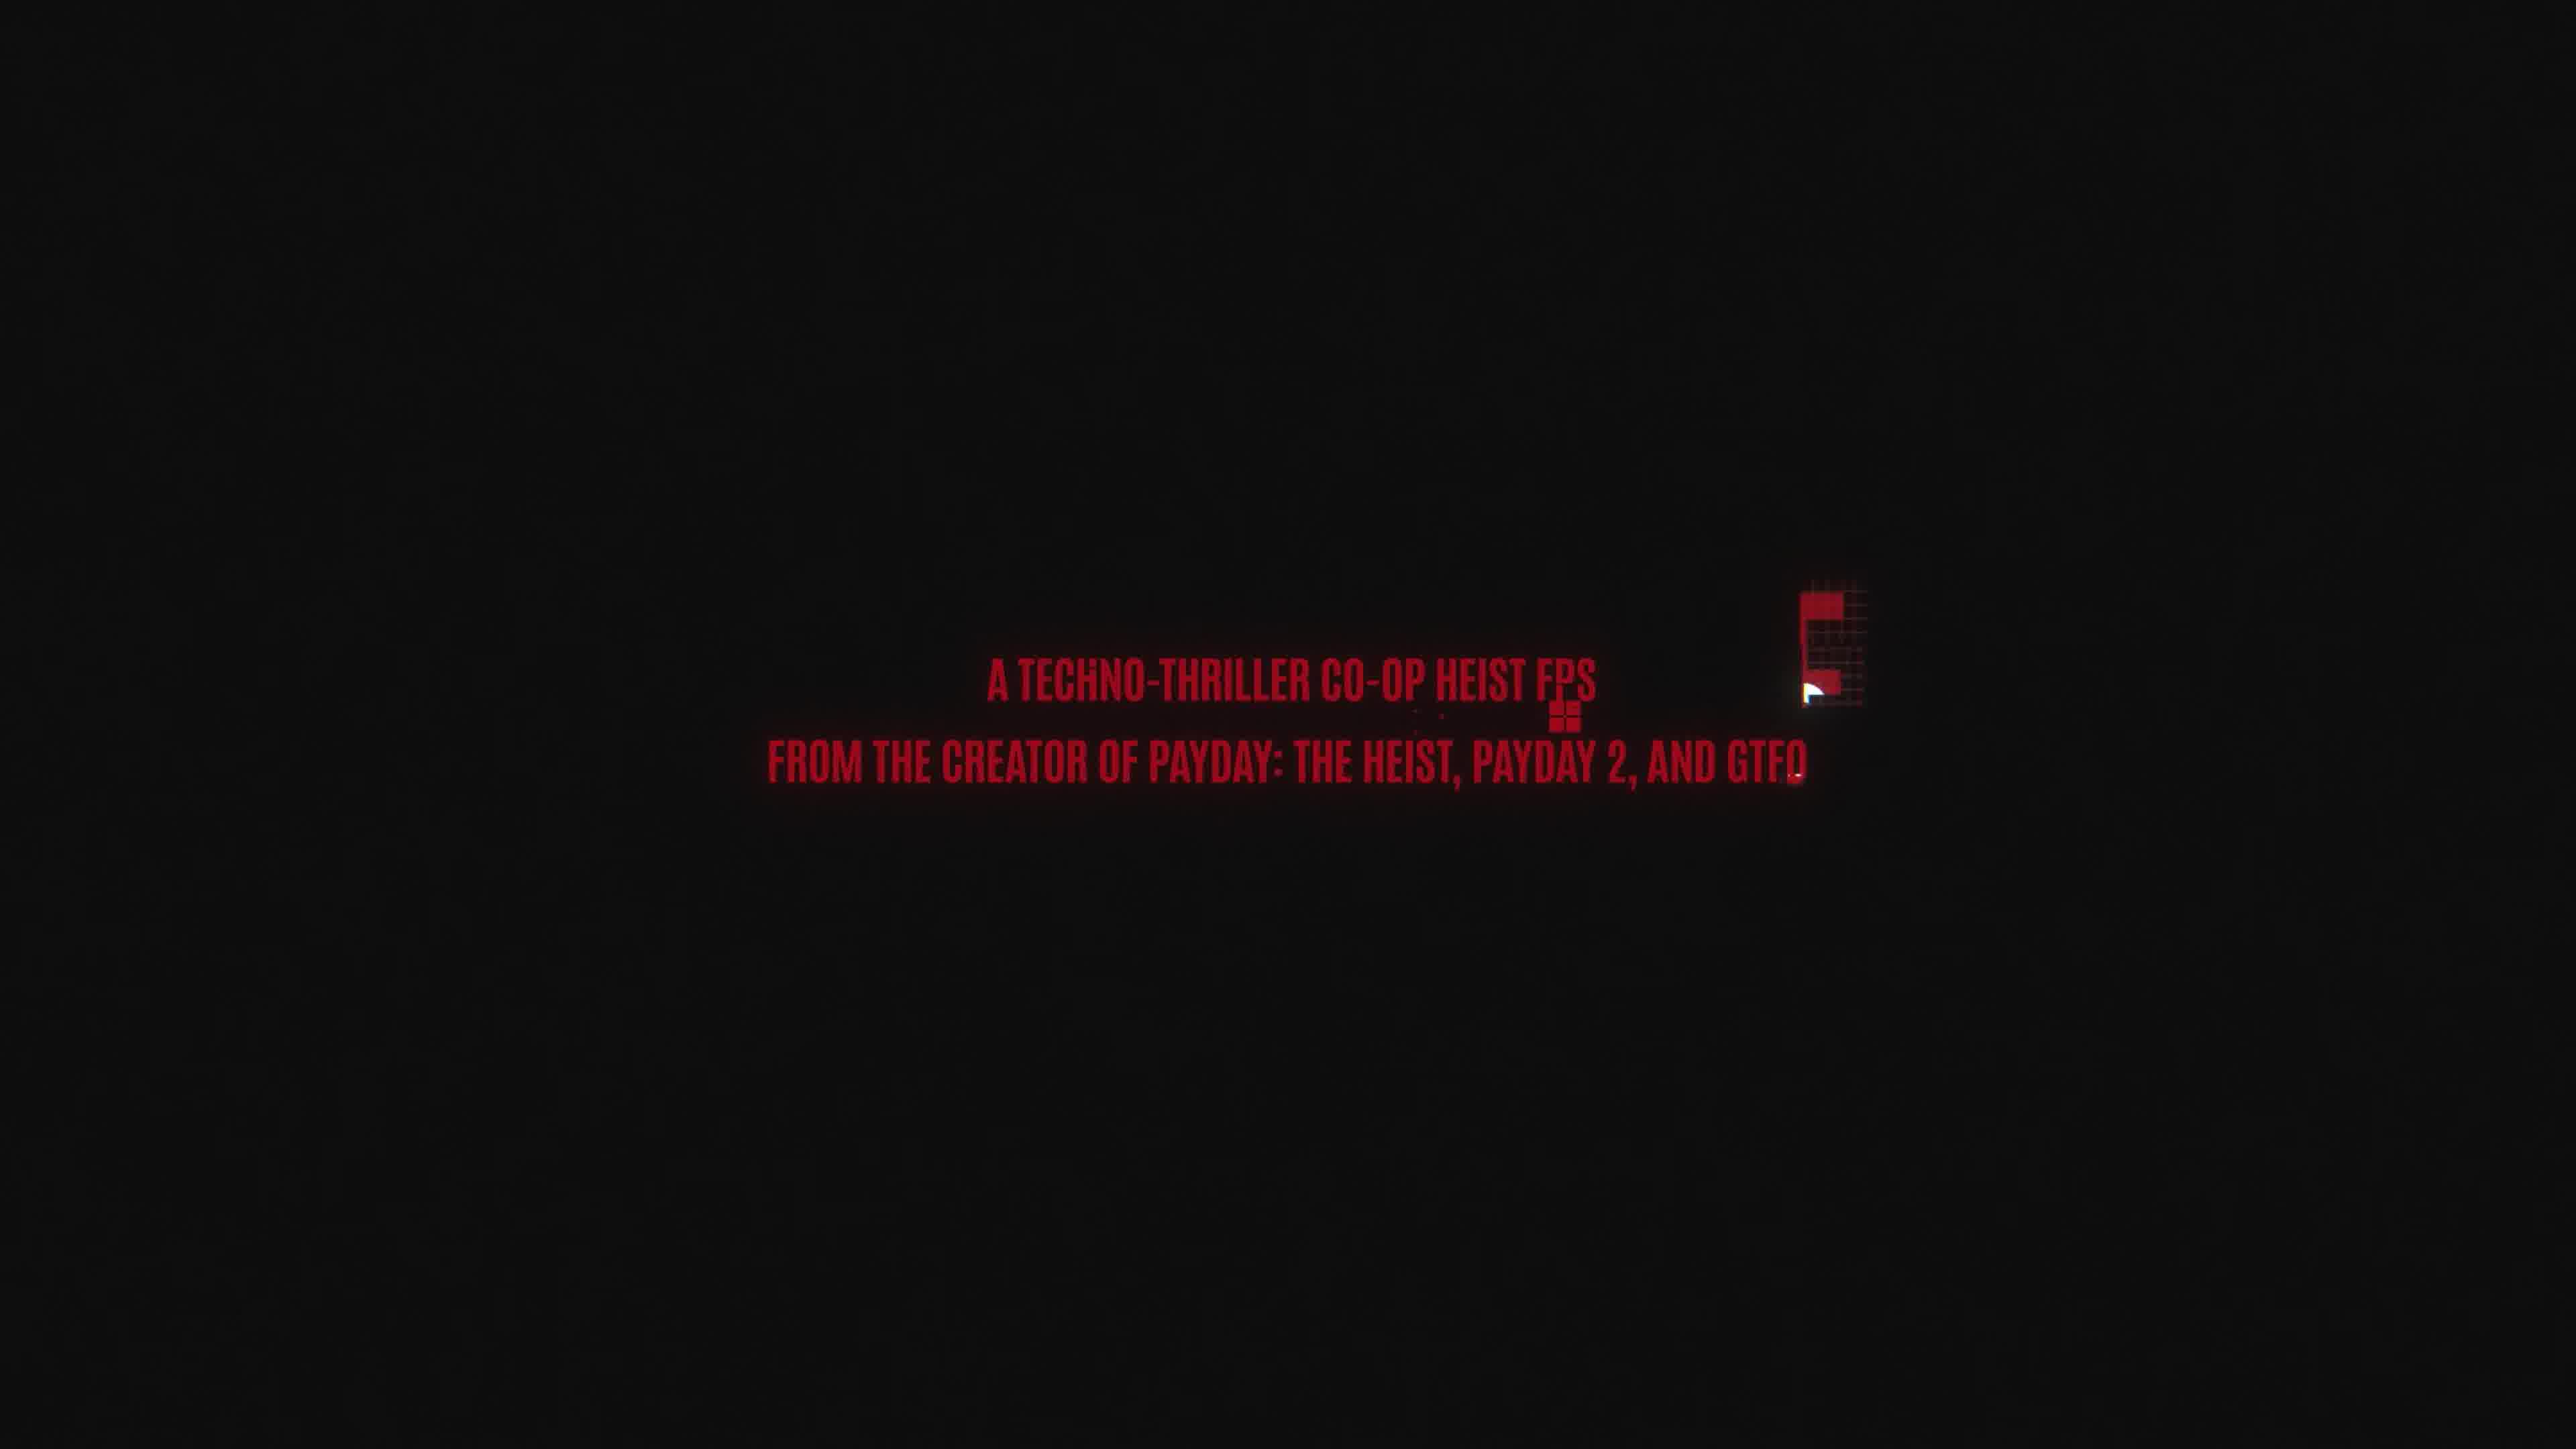 A TECHNO-THRILLER CO-OP HEIST FPS
FROM THE CREATOR OF PAYDAY: THE HEIST, PAYDAY 2, AND GTFO